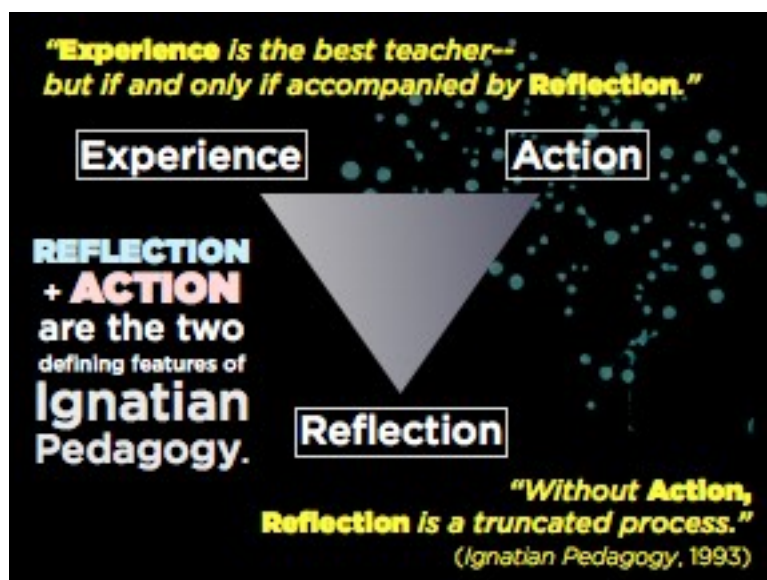 “Experience is the best teacher--
but if and only if accompanied by Reflection.”
Experience
Action
REFLECTION
+ ACTION
are the two
defining features of
Ignatian
Pedagogy.
Reflection
“Without Action,
Reflection is a truncated process.”
(Ignatian Pedagogy, 1993)